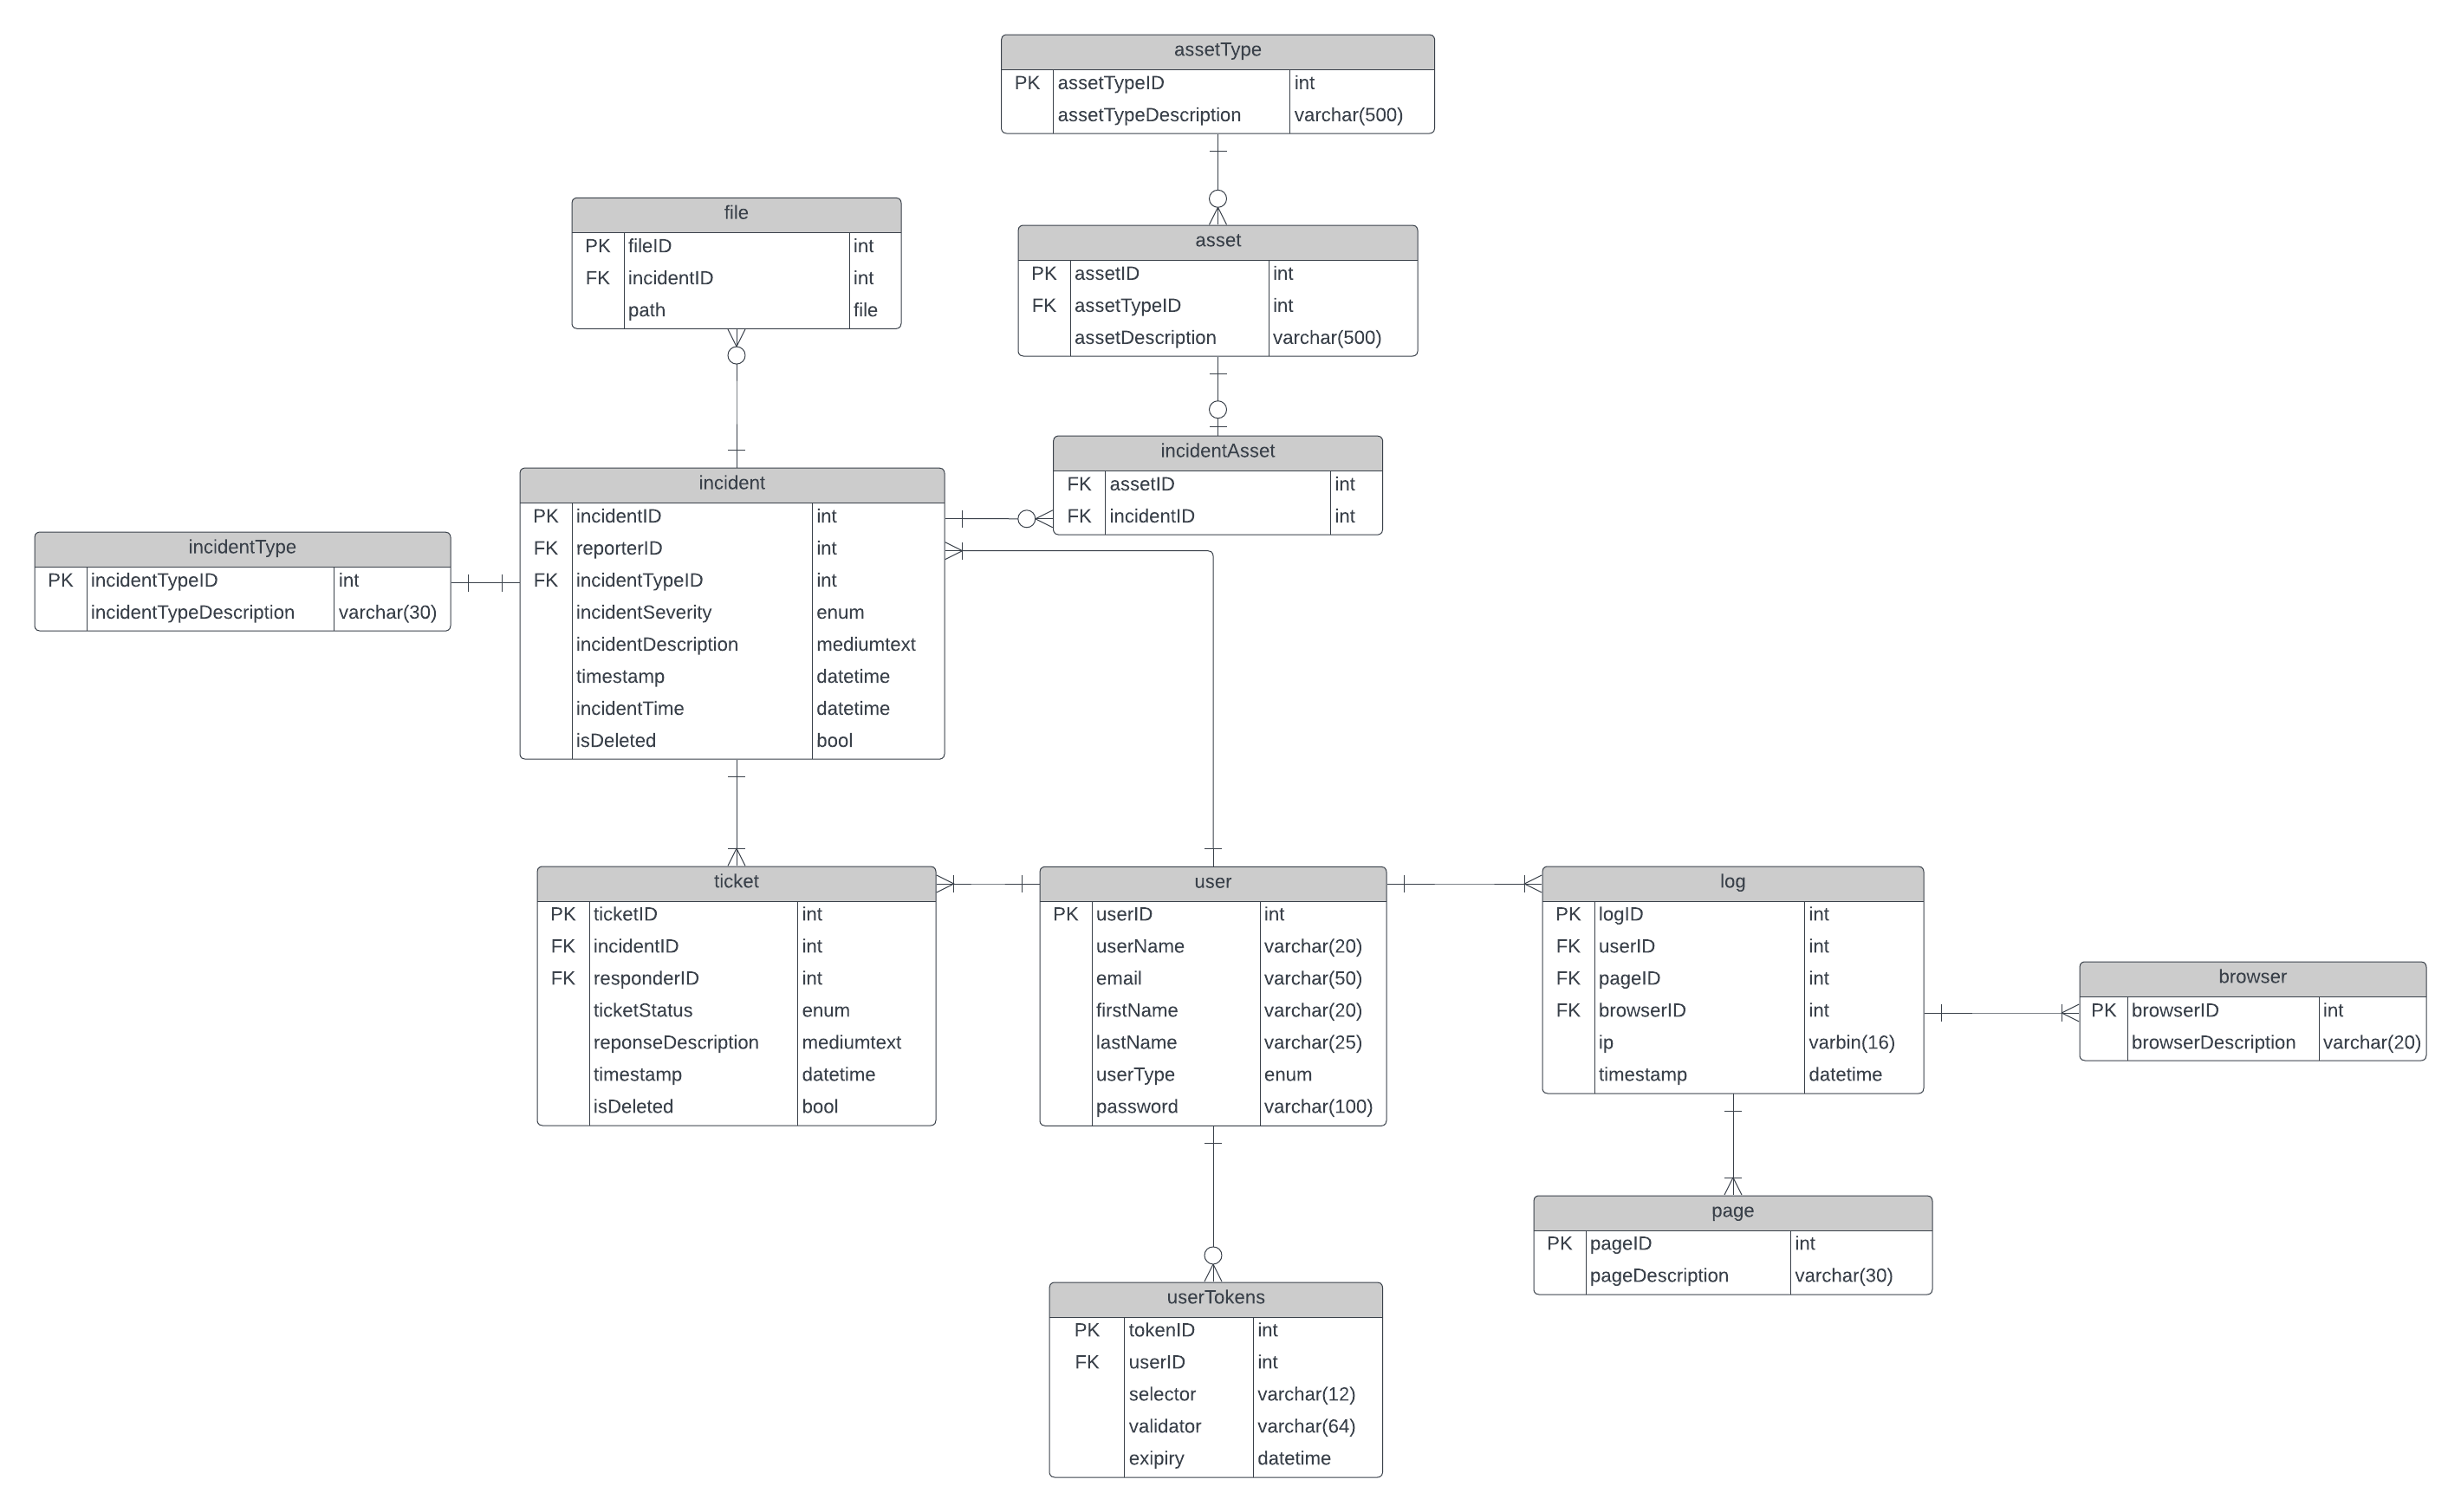 assetType
PK assetTypeID int
assetTypeDescription varchar(500)
file
PK fileID int
FK incidentID int
path file
asset
PK assetID int
FK assetTypeID int
assetDescription varchar(500)
incidentAsset
FK assetID int
FK incidentID int
incident
PK incidentID int
FK reporterID int
FK incidentTypeID int
incidentSeverity enum
incidentDescription mediumtext
timestamp datetime
incidentTime datetime
isDeleted bool
incidentType
PK incidentTypeID int
incidentTypeDescription varchar(30)
ticket
PK ticketID int
FK incidentID int
FK responderID int
ticketStatus enum
reponseDescription mediumtext
timestamp datetime
isDeleted bool
user
PK userID int
userName varchar(20)
email varchar(50)
firstName varchar(20)
lastName varchar(25)
userType enum
password varchar(100)
log
PK logID int
FK userID int
FK pageID int
FK browserID int
ip varbin(16)
timestamp datetime
browser
PK browserID int
browserDescription varchar(20)
page
PK pageID int
pageDescription varchar(30)
userTokens
PK tokenID int
FK userID int
selector varchar(12)
validator varchar(64)
exipiry datetime